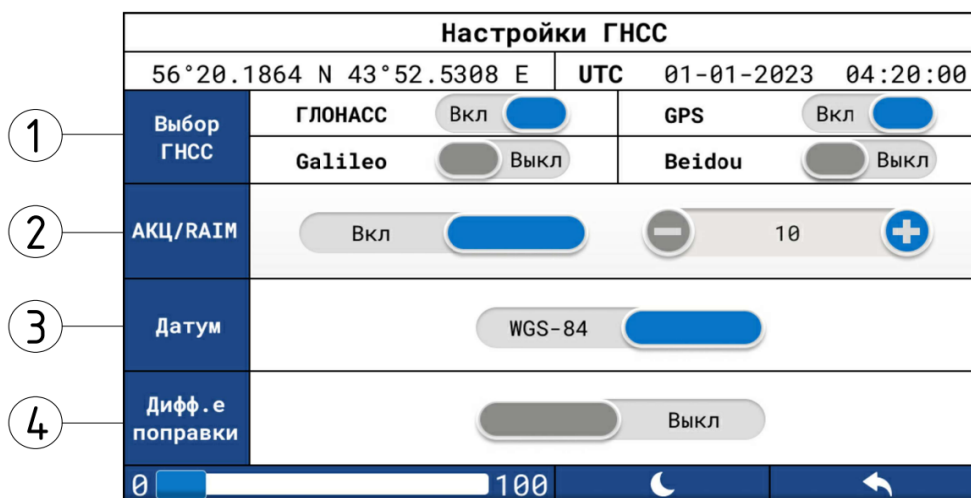 Настройки ГНСС
56°20.1864 N 43°52.5308 E UTC 01-01-2023 04:20:00
1 Выбор ГНСС ГЛОНАСС Вкл GPS Вкл
Galileo Выкл Beidou Выкл
2 АКЦ/RAIM Вкл 10
3 Датум WGS-84
4 Дифф.е поправки Выкл
0 100